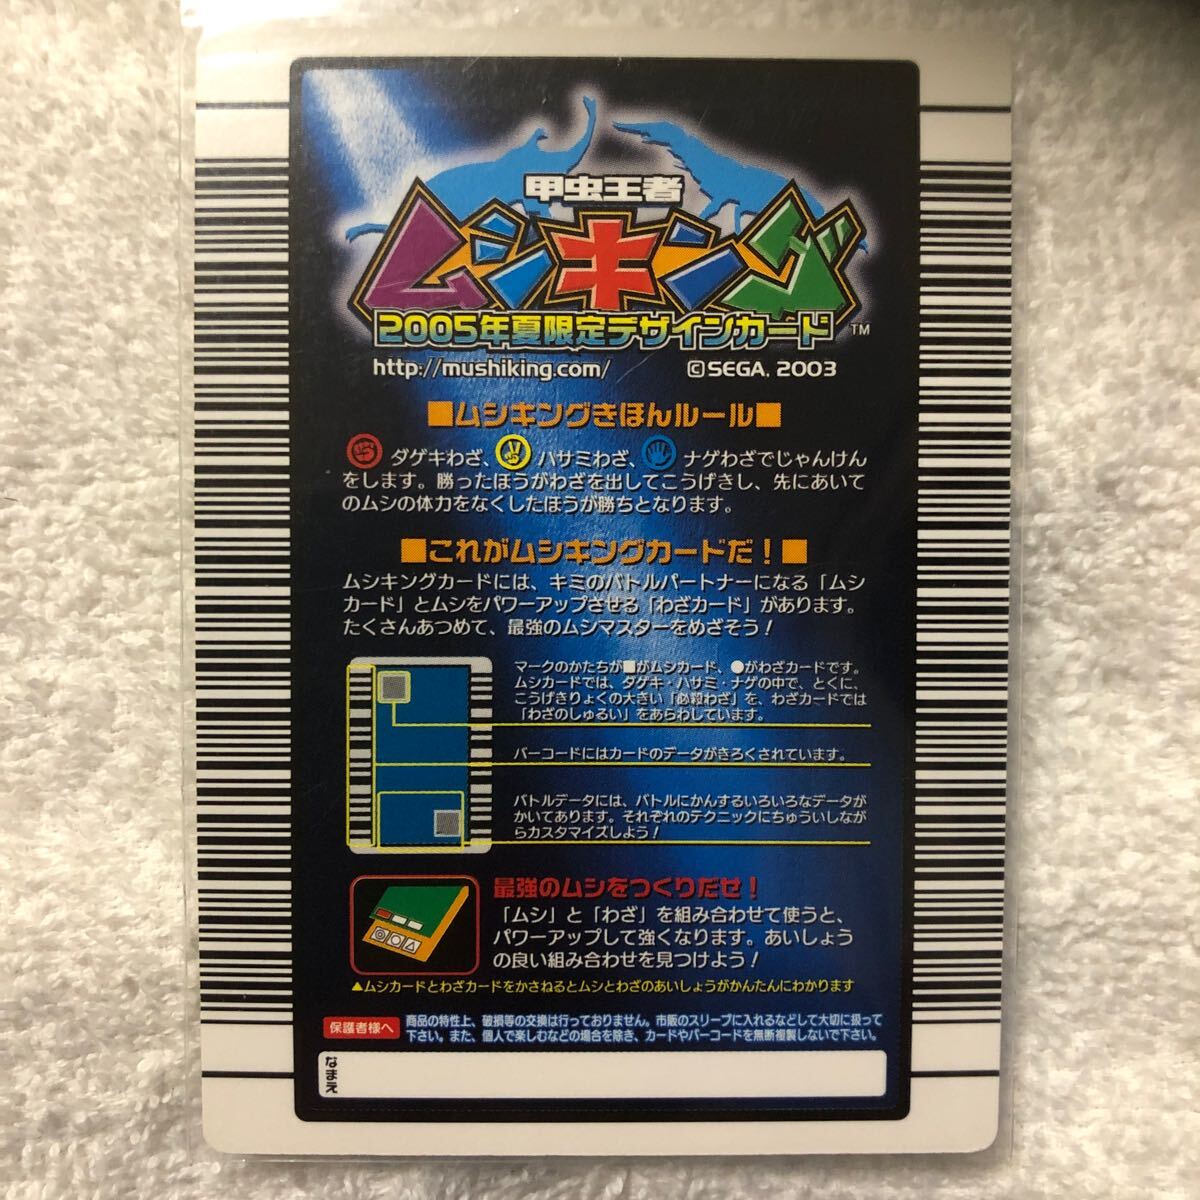 甲虫王者
ムシキング
2005年夏限定デザインカード™
http://mushiking.com/ ©SEGA, 2003
■ムシキングきほんルール■
ダゲキわざ、ハサミわざ、ナゲわざでじゃんけん
をします。勝ったほうがわざを出してこうげきし、先にあいて
のムシの体力をなくしたほうが勝ちとなります。
■これがムシキングカードだ！■
ムシキングカードには、キミのバトルパートナーになる「ムシ
カード」とムシをパワーアップさせる「わざカード」があります。
たくさんあつめて、最強のムシマスターをめざそう！
マークのかたちが■がムシカード、●がわざカードです。
ムシカードでは、ダゲキ・ハサミ・ナゲの中で、とくに、
こうげきりょくの大きい「必殺わざ」を、わざカードでは
「わざのしゅるい」をあらわしています。
バーコードにはカードのデータがきろくされています。
バトルデータには、バトルにかんするいろいろなデータが
かいてあります。それぞれのテクニックにちゅういしなが
らカスタマイズしよう！
最強のムシをつくりだせ！
「ムシ」と「わざ」を組み合わせて使うと、
パワーアップして強くなります。あいしょう
の良い組み合わせを見つけよう！
▲ムシカードとわざカードをかさねるとムシとわざのあいしょうがかんたんにわかります
保護者様へ
商品の特性上、破損等の交換は行っておりません。市販のスリーブに入れるなどして大切に扱って
下さい。また、個人で楽しむなどの場合を除き、カードやバーコードを無断複製しないで下さい。
なまえ